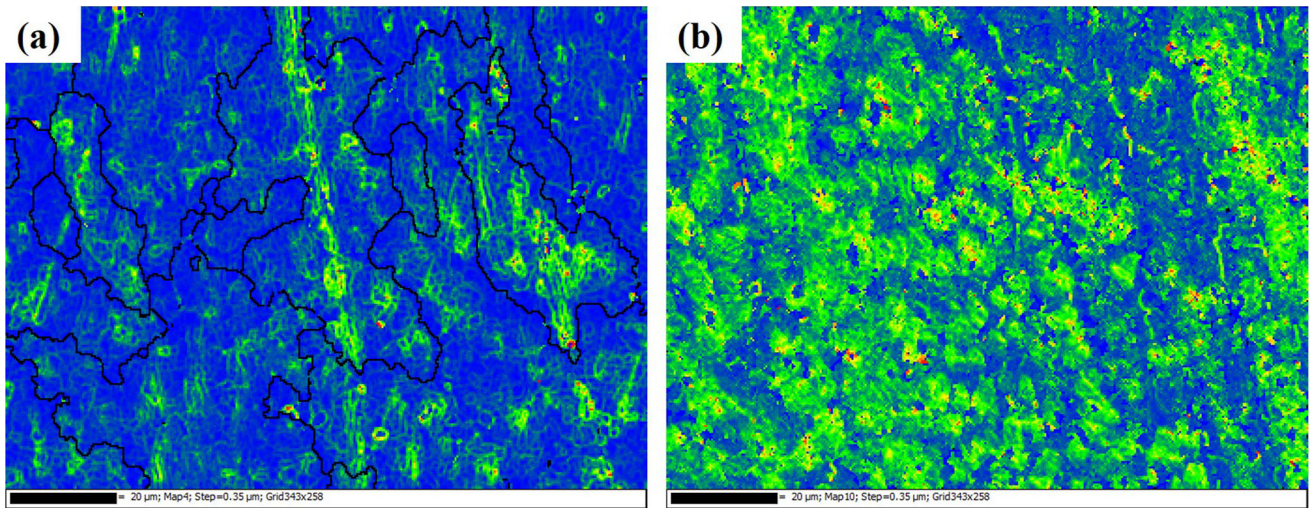 (a)
(b)
= 20 µm; Map4; Step=0.35 µm; Grid343x258
= 20 µm; Map10; Step=0.35 µm; Grid343x258